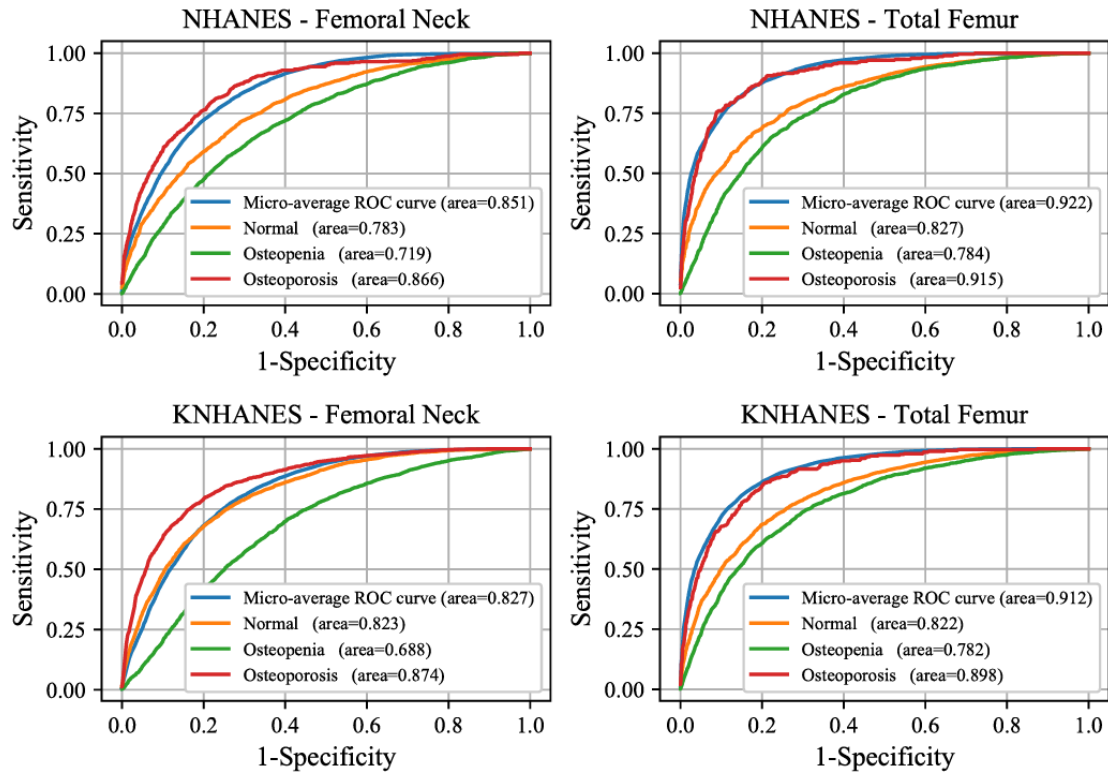 NHANES - Femoral Neck
Sensitivity
1.00
0.75
0.50
0.25
0.00
Micro-average ROC curve (area=0.851)
Normal (area=0.783)
Osteopenia (area=0.719)
Osteoporosis (area=0.866)
0.0 0.2 0.4 0.6 0.8 1.0
1-Specificity
NHANES - Total Femur
Sensitivity
1.00
0.75
0.50
0.25
0.00
Micro-average ROC curve (area=0.922)
Normal (area=0.827)
Osteopenia (area=0.784)
Osteoporosis (area=0.915)
0.0 0.2 0.4 0.6 0.8 1.0
1-Specificity
KNHANES - Femoral Neck
Sensitivity
1.00
0.75
0.50
0.25
0.00
Micro-average ROC curve (area=0.827)
Normal (area=0.823)
Osteopenia (area=0.688)
Osteoporosis (area=0.874)
0.0 0.2 0.4 0.6 0.8 1.0
1-Specificity
KNHANES - Total Femur
Sensitivity
1.00
0.75
0.50
0.25
0.00
Micro-average ROC curve (area=0.912)
Normal (area=0.822)
Osteopenia (area=0.782)
Osteoporosis (area=0.898)
0.0 0.2 0.4 0.6 0.8 1.0
1-Specificity